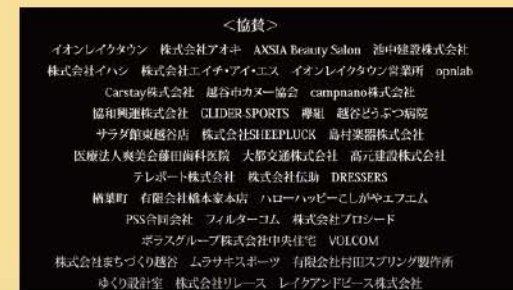 <協賛>
イオンレイクタウン 株式会社アオキ AXSIA Beauty Salon 池中建設株式会社
株式会社イハシ 株式会社エイチ・アイ・エス イオンレイクタウン営業所 opnlab
Carstay株式会社 越谷市カヌー協会 campnano株式会社
協和興運株式会社 GLIDER-SPORTS 欅組 越谷どうぶつ病院
サラダ館東越谷店 株式会社SHEEPLUCK 島村楽器株式会社
医療法人爽美会藤田歯科医院 大都交通株式会社 高元建設株式会社
テレポート株式会社 株式会社伝助 DRESSERS
楢葉町 有限会社橋本家本店 ハローハッピーこしがやエフエム
PSS合同会社 フィルターコム 株式会社プロシード
ポラスグループ株式会社中央住宅 VOLCOM
株式会社まちづくり越谷 ムラサキスポーツ 有限会社村田スプリング製作所
ゆくり設計室 株式会社リレース レイクアンドピース株式会社